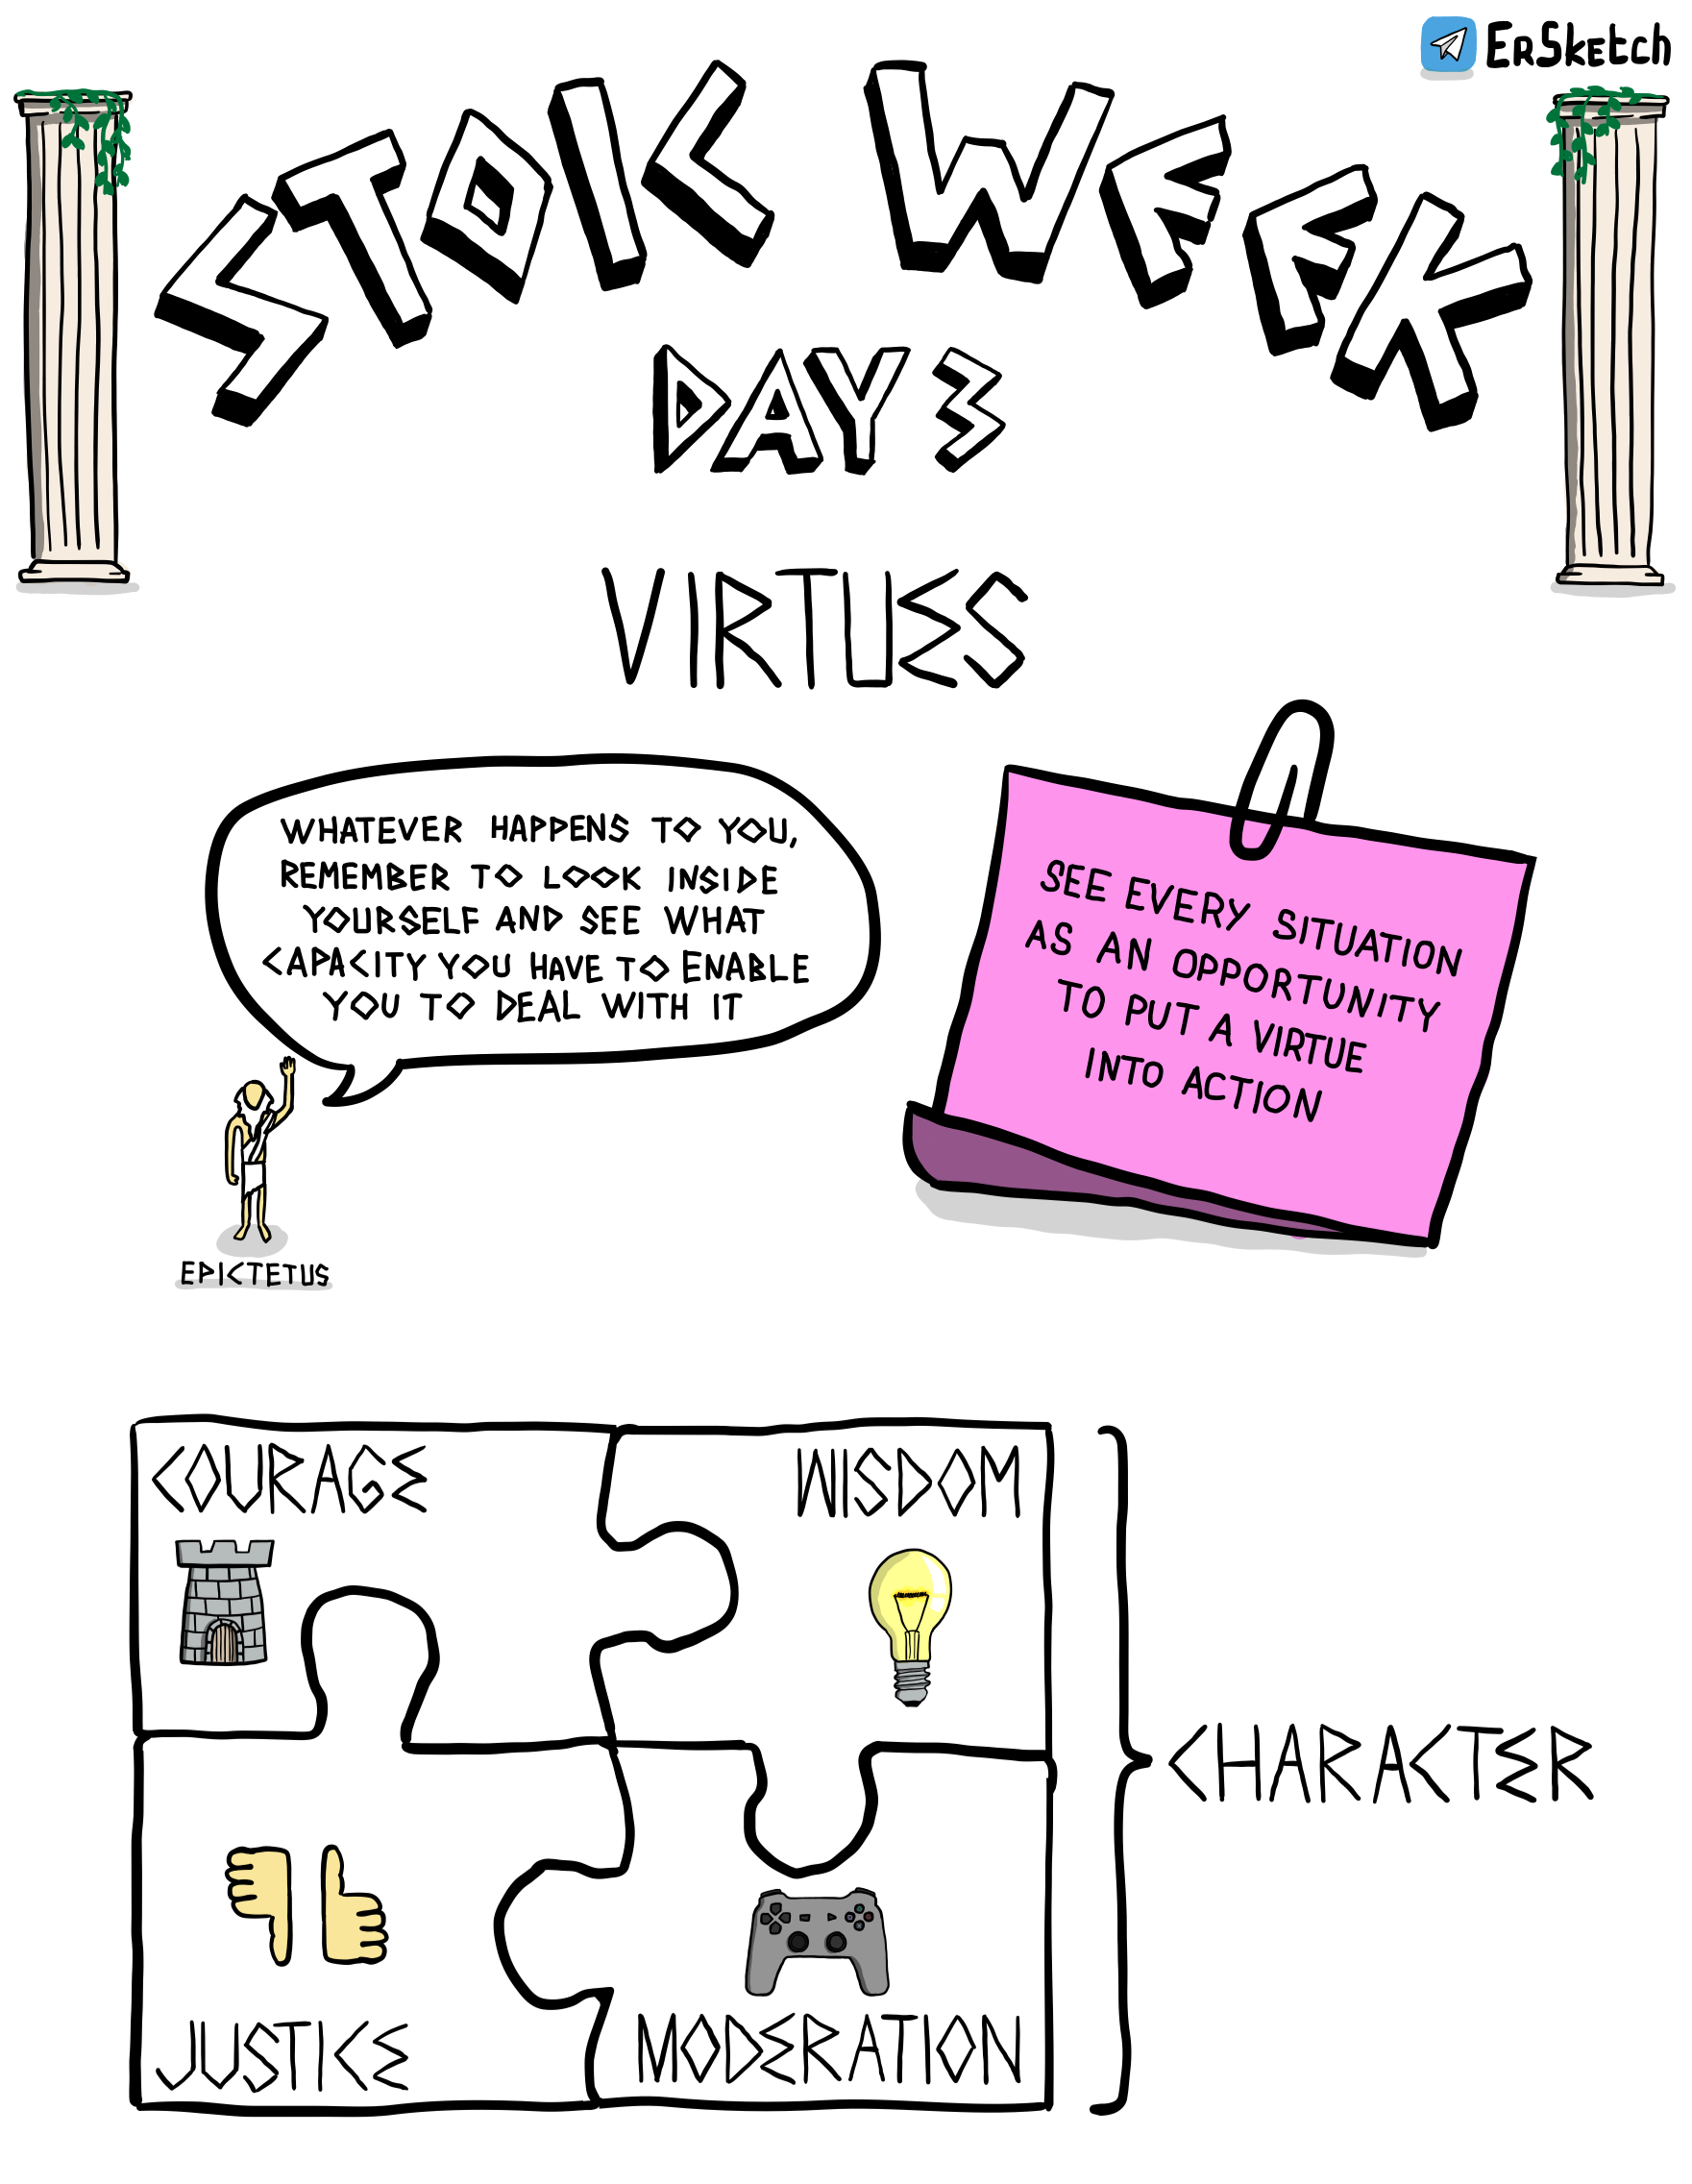 ErSketch
STOIC WEEK
DAY 3
VIRTUES
WHATEVER HAPPENS TO YOU,
REMEMBER TO LOOK INSIDE
YOURSELF AND SEE WHAT
CAPACITY YOU HAVE TO ENABLE
YOU TO DEAL WITH IT
EPICTETUS
SEE EVERY SITUATION
AS AN OPPORTUNITY
TO PUT A VIRTUE
INTO ACTION
COURAGE
WISDOM
JUSTICE
MODERATION
CHARACTER